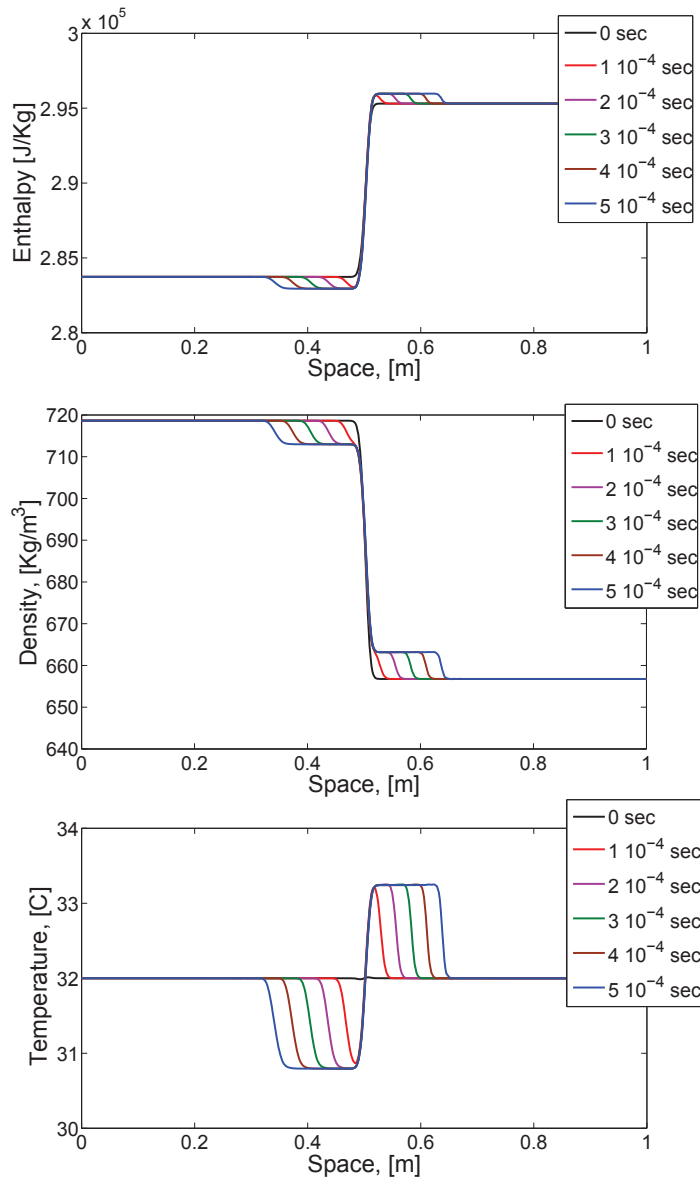 x 10⁵
3
2.95
2.9
2.85
2.8
Enthalpy [J/Kg]
0
0.2
0.4
0.6
0.8
1
Space, [m]
0 sec
1 10⁻⁴ sec
2 10⁻⁴ sec
3 10⁻⁴ sec
4 10⁻⁴ sec
5 10⁻⁴ sec
720
710
700
690
680
670
660
650
640
Density, [Kg/m³]
0
0.2
0.4
0.6
0.8
1
Space, [m]
0 sec
1 10⁻⁴ sec
2 10⁻⁴ sec
3 10⁻⁴ sec
4 10⁻⁴ sec
5 10⁻⁴ sec
34
33
32
31
30
Temperature, [C]
0
0.2
0.4
0.6
0.8
1
Space, [m]
0 sec
1 10⁻⁴ sec
2 10⁻⁴ sec
3 10⁻⁴ sec
4 10⁻⁴ sec
5 10⁻⁴ sec